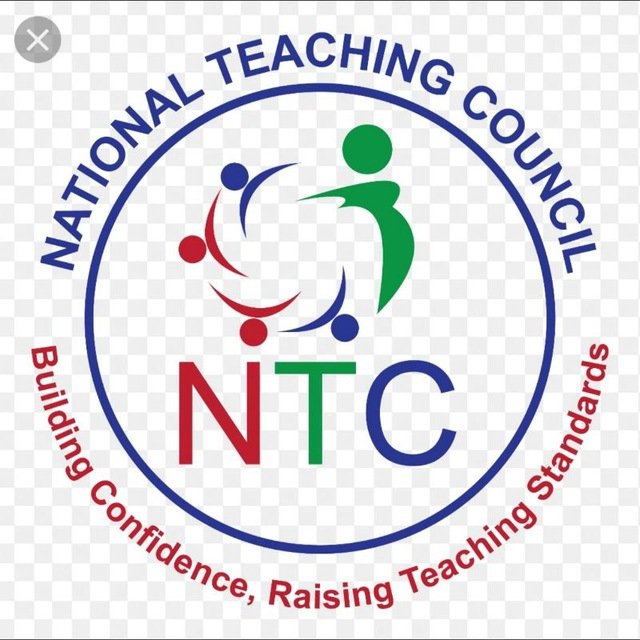 NATIONAL TEACHING COUNCIL
NTC
Building Confidence, Raising Teaching Standards